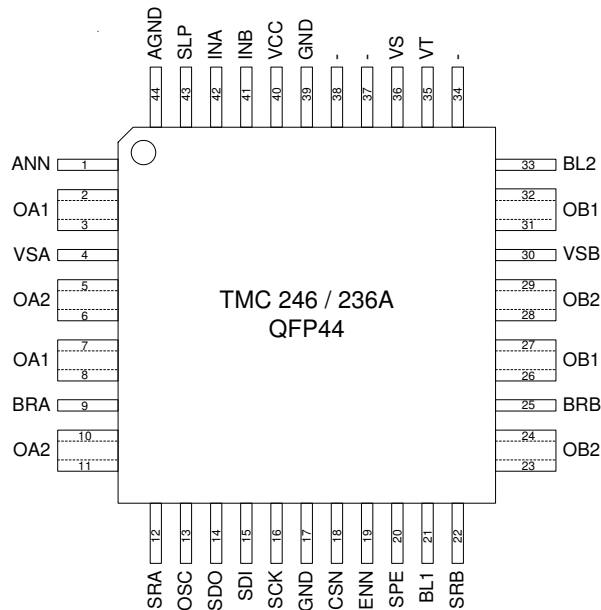 AGND SLP INA INB VCC GND - - VS VT -
44 43 42 41 40 39 38 37 36 35 34
ANN 1 33 BL2
2 32
OA1 OB1
3 31
VSA 4 30 VSB
5 29
OA2 OB2
6 28
TMC 246 / 236A
QFP44
7 27
OA1 OB1
8 26
BRA 9 25 BRB
10 24
OA2 OB2
11 23
12 13 14 15 16 17 18 19 20 21 22
SRA OSC SDO SDI SCK GND CSN ENN SPE BL1 SRB